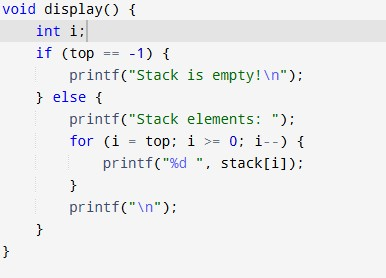 void display() {
    int i;
    if (top == -1) {
        printf("Stack is empty!\n");
    } else {
        printf("Stack elements: ");
        for (i = top; i >= 0; i--) {
            printf("%d ", stack[i]);
        }
        printf("\n");
    }
}